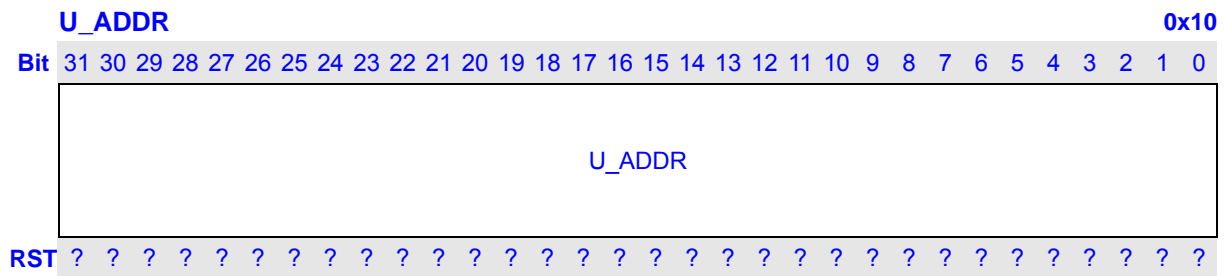 U_ADDR 0x10
Bit 31 30 29 28 27 26 25 24 23 22 21 20 19 18 17 16 15 14 13 12 11 10 9 8 7 6 5 4 3 2 1 0
U_ADDR
RST ? ? ? ? ? ? ? ? ? ? ? ? ? ? ? ? ? ? ? ? ? ? ? ? ? ? ? ? ? ? ? ?